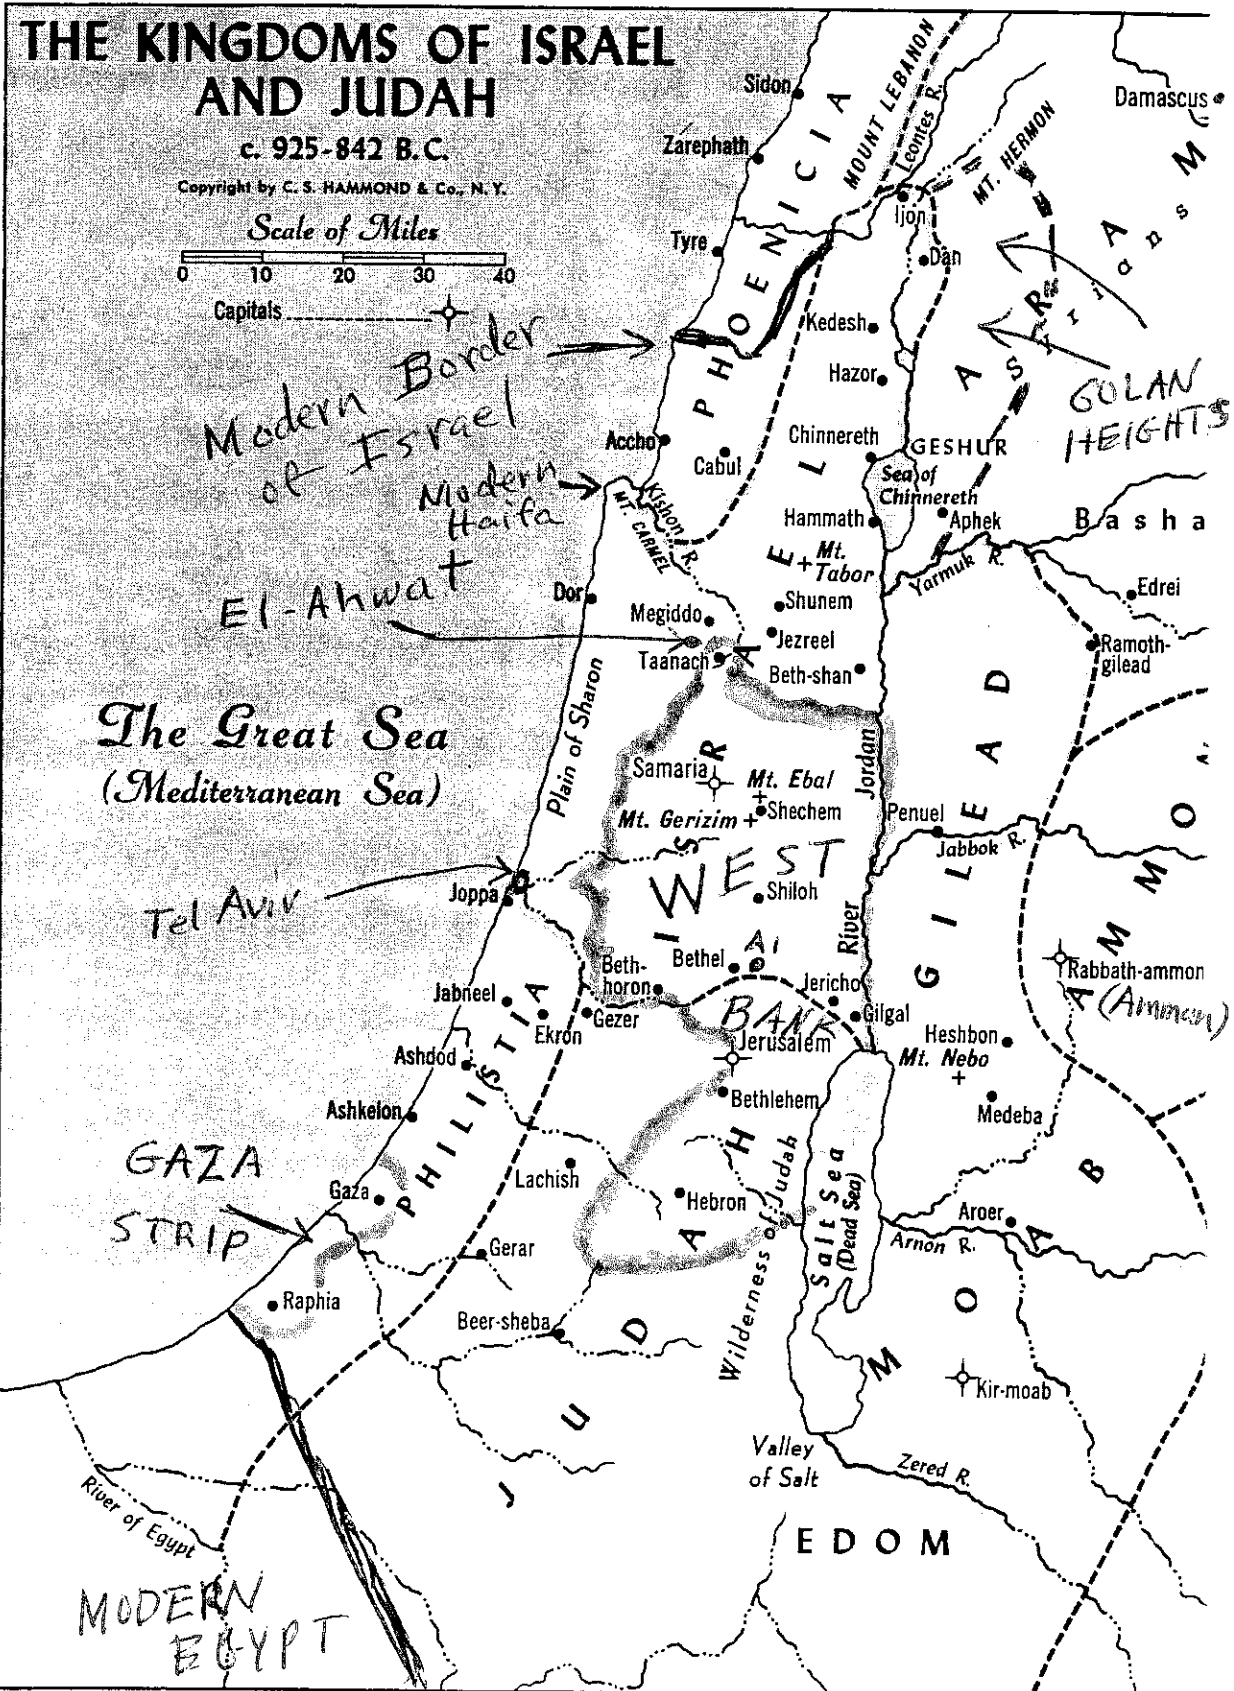 THE KINGDOMS OF ISRAEL
AND JUDAH
c. 925-842 B.C.
Copyright by C. S. HAMMOND & Co., N. Y.
Scale of Miles
0 10 20 30 40
Capitals
Sidon
Damascus
Zarephath
Tyre
PHOENICIA
MOUNT LEBANON
Leontes R.
MT. HERMON
Ijon
Dan
ARAM
Syrians
Modern Border
of Israel
Kedesh
Hazor
GOLAN
HEIGHTS
Accho
Cabul
Chinnereth
GESHUR
Sea of
Chinnereth
Modern
Haifa
Kishon R.
MT. CARMEL
Hammath
Aphek
Basha
Mt.
Tabor
Yarmuk R.
El-Ahwat
Dor
Megiddo
Shunem
Edrei
Jezreel
Taanach
Beth-shan
Ramoth-
gilead
The Great Sea
(Mediterranean Sea)
Plain of Sharon
ISRAEL
Samaria
Mt. Ebal
Shechem
Mt. Gerizim
Jordan
River
Penuel
Jabbok R.
GILEAD
AMMO
WEST
BANK
Tel Aviv
Joppa
Shiloh
Bethel
Ai
Beth-
horon
Jericho
Gilgal
Rabbath-ammon
(Amman)
Jabneel
Ekron
Gezer
Jerusalem
Heshbon
Mt. Nebo
Ashdod
Bethlehem
Medeba
Ashkelon
PHILISTIA
GAZA
STRIP
Gaza
Lachish
Hebron
Wilderness of Judah
Salt Sea
(Dead Sea)
Aroer
Arnon R.
MOAB
Gerar
Raphia
Beer-sheba
JUDAH
Kir-moab
Valley
of Salt
Zered R.
River of Egypt
EDOM
MODERN
EGYPT